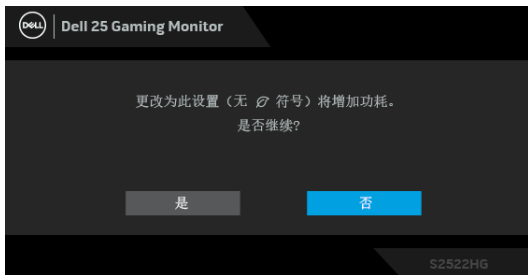 DELL
Dell 25 Gaming Monitor
更改为此设置（无 符号）将增加功耗。
是否继续?
是
否
S2522HG